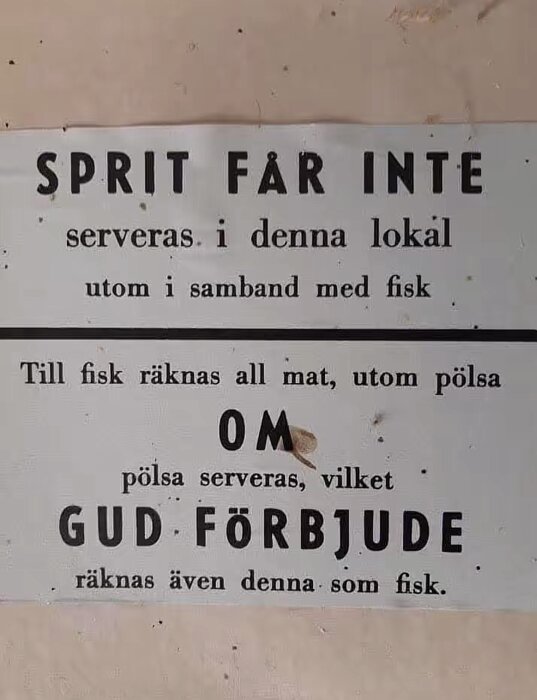 SPRIT FÅR INTE
serveras i denna lokal
utom i samband med fisk
Till fisk räknas all mat, utom pölsa
OM
pölsa serveras, vilket
GUD FÖRBJUDE
räknas även denna som fisk.